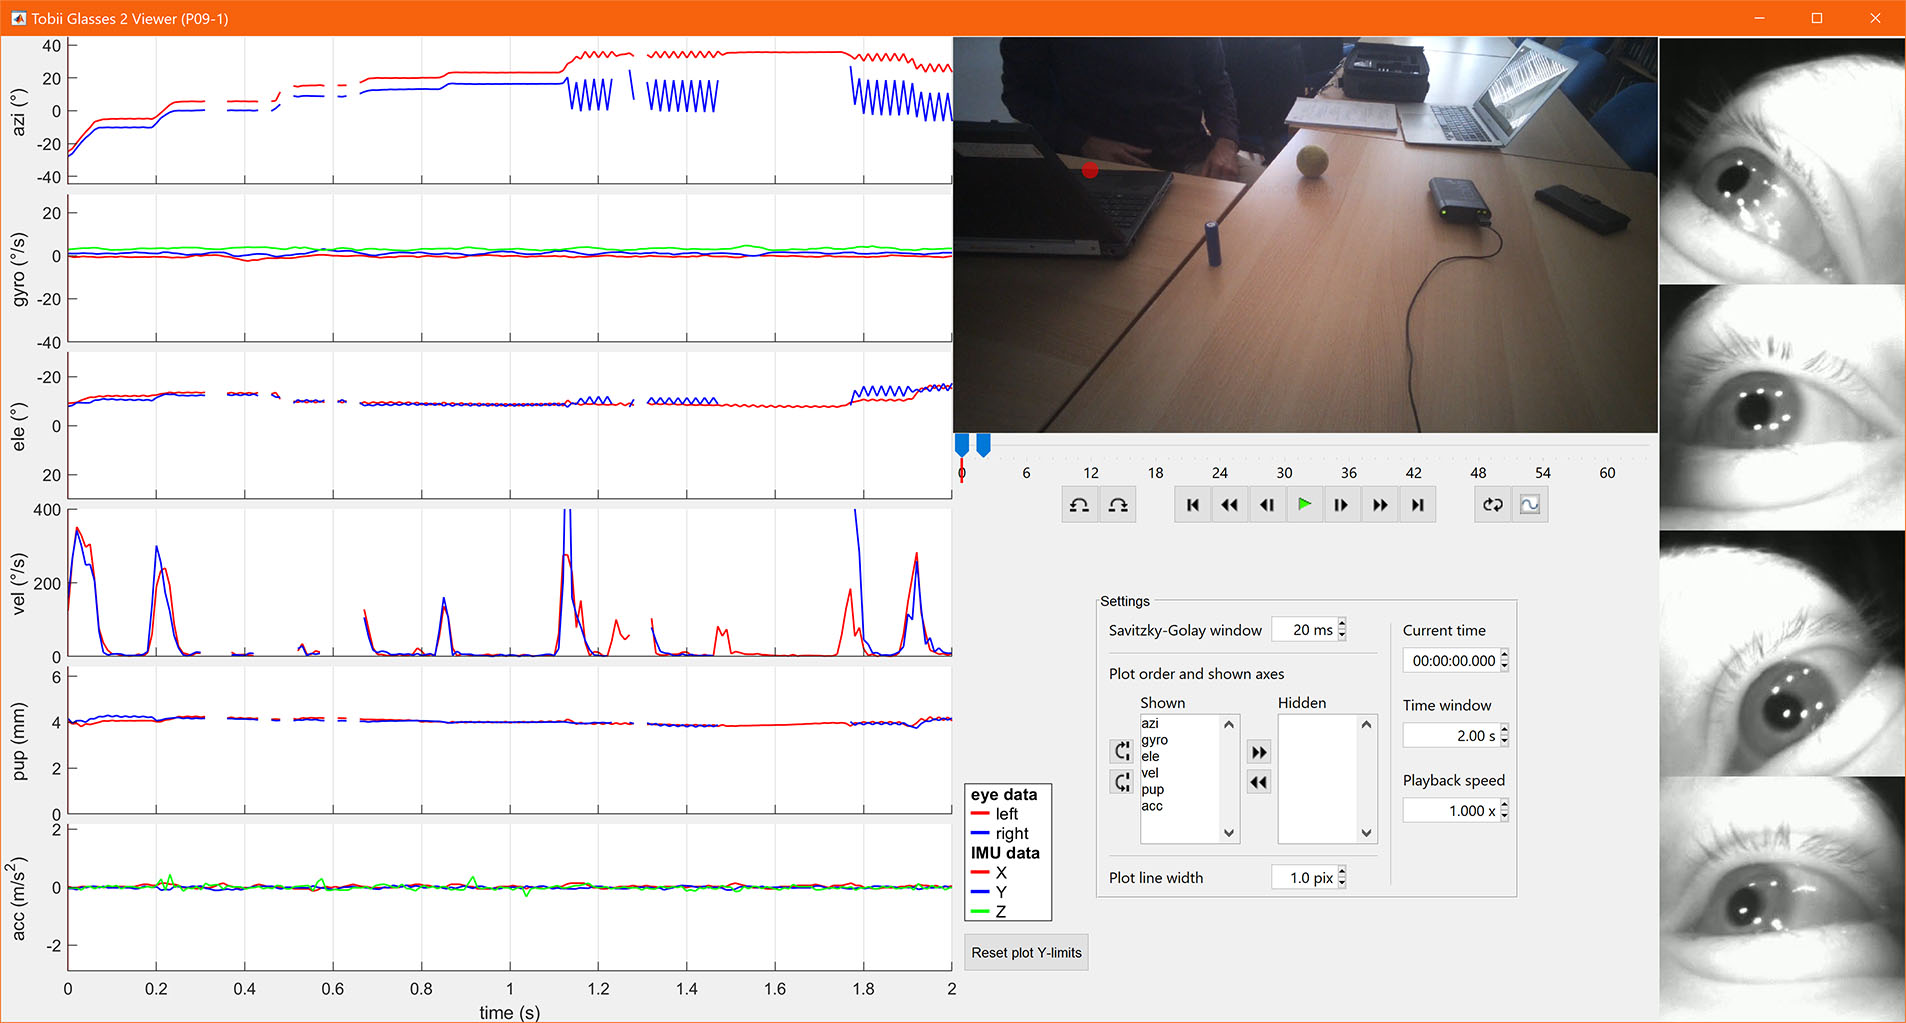 Tobii Glasses 2 Viewer (P09-1)
azi (°)
40
20
0
-20
-40
gyro (°/s)
20
0
-20
-40
ele (°)
-20
0
20
vel (°/s)
400
200
0
pup (mm)
6
4
2
0
acc (m/s²)
2
0
-2
0 0.2 0.4 0.6 0.8 1 1.2 1.4 1.6 1.8 2
time (s)
0 6 12 18 24 30 36 42 48 54 60
Settings
Savitzky-Golay window 20 ms
Plot order and shown axes
Shown Hidden
azi
gyro
ele
vel
pup
acc
Plot line width 1.0 pix
Current time
00:00:00.000
Time window
2.00 s
Playback speed
1.000 x
eye data
left
right
IMU data
X
Y
Z
Reset plot Y-limits